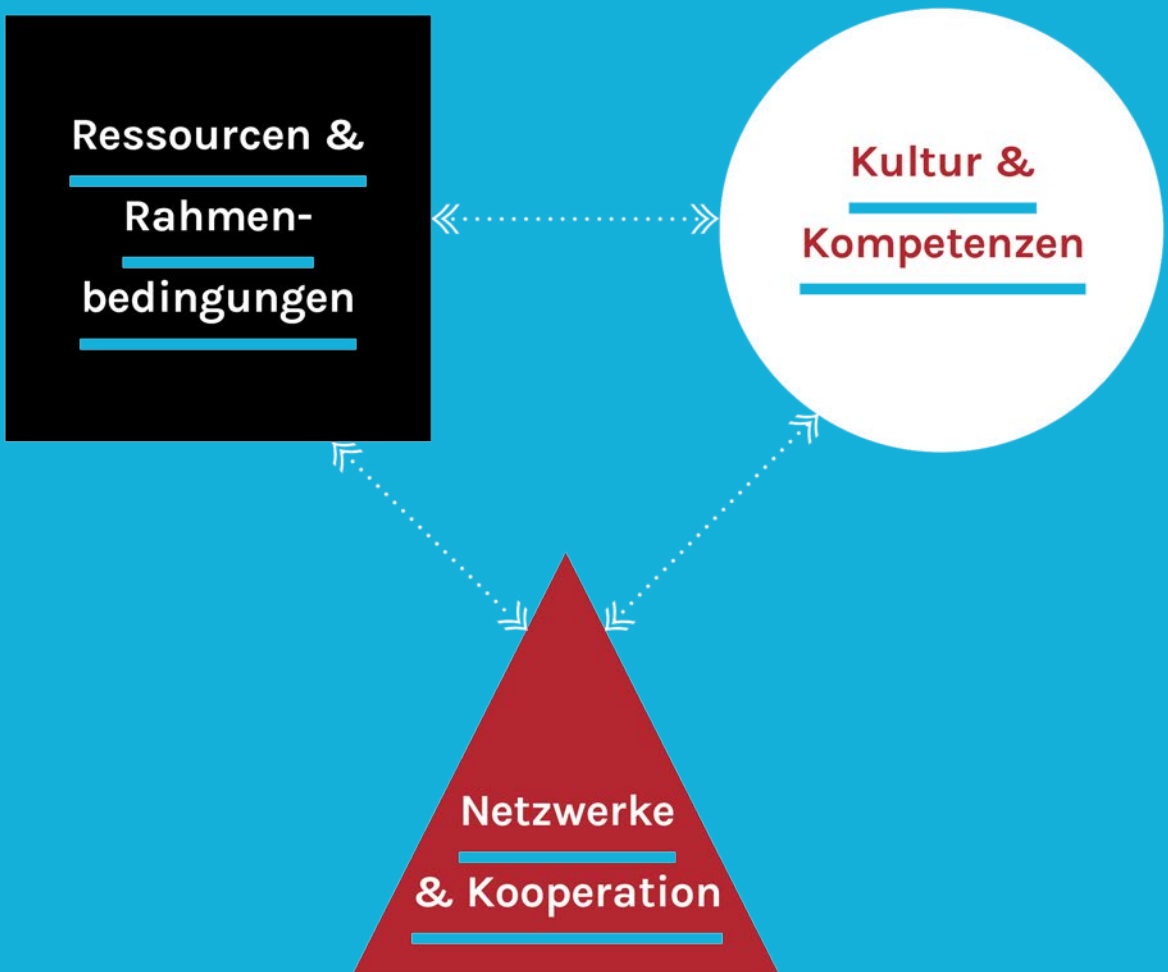 Ressourcen &
Rahmen-
bedingungen
Kultur &
Kompetenzen
Netzwerke
& Kooperation